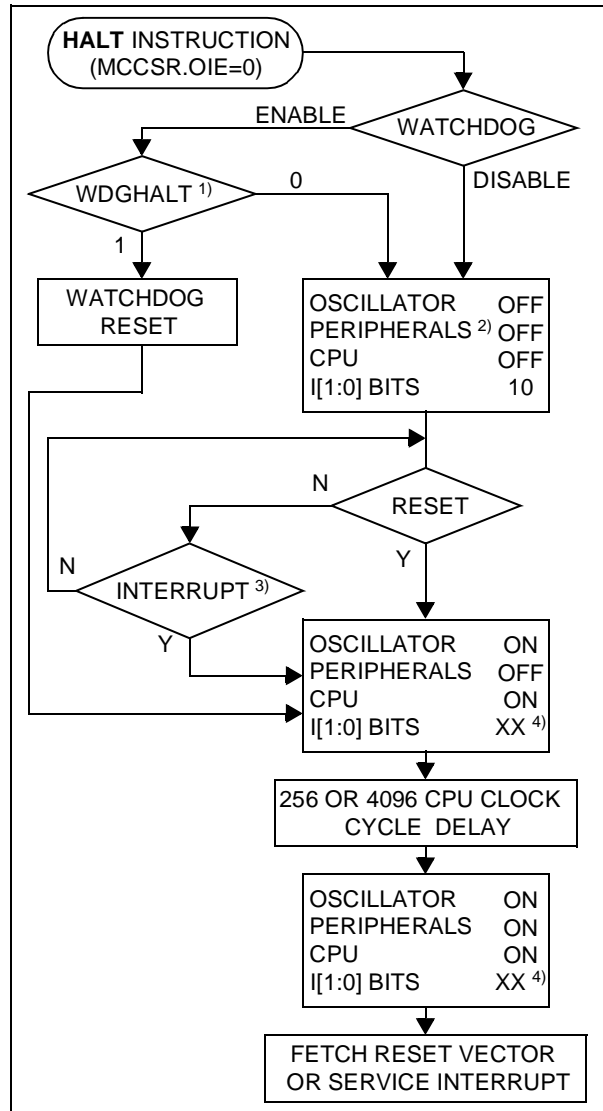 HALT INSTRUCTION
(MCCSR.OIE=0)
ENABLE
WATCHDOG
WDGHALT 1)
0
DISABLE
1
WATCHDOG
RESET
OSCILLATOR OFF
PERIPHERALS 2) OFF
CPU OFF
I[1:0] BITS 10
N
RESET
N
INTERRUPT 3)
Y
Y
OSCILLATOR ON
PERIPHERALS OFF
CPU ON
I[1:0] BITS XX 4)
256 OR 4096 CPU CLOCK
CYCLE DELAY
OSCILLATOR ON
PERIPHERALS ON
CPU ON
I[1:0] BITS XX 4)
FETCH RESET VECTOR
OR SERVICE INTERRUPT